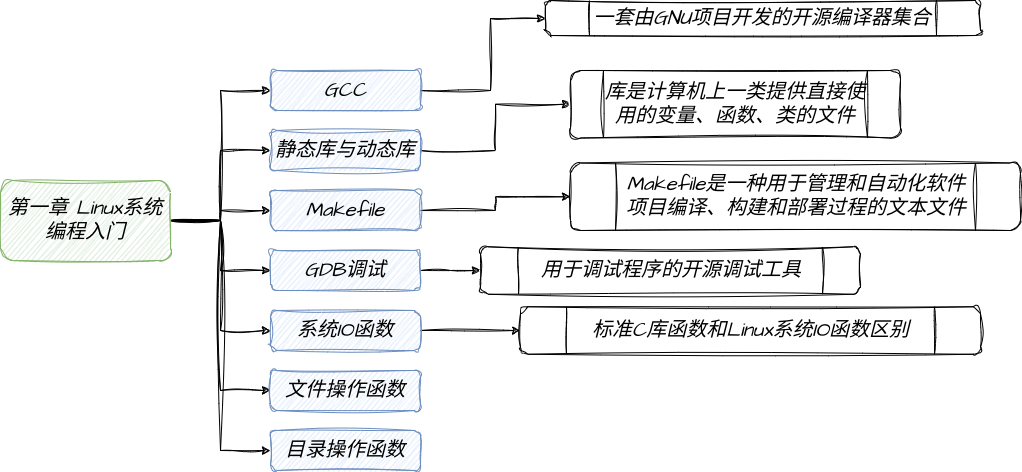 第一章 Linux系统
编程入门
GCC
一套由GNU项目开发的开源编译器集合
静态库与动态库
库是计算机上一类提供直接使
用的变量、函数、类的文件
Makefile
Makefile是一种用于管理和自动化软件
项目编译、构建和部署过程的文本文件
GDB调试
用于调试程序的开源调试工具
系统IO函数
标准C库函数和Linux系统IO函数区别
文件操作函数
目录操作函数